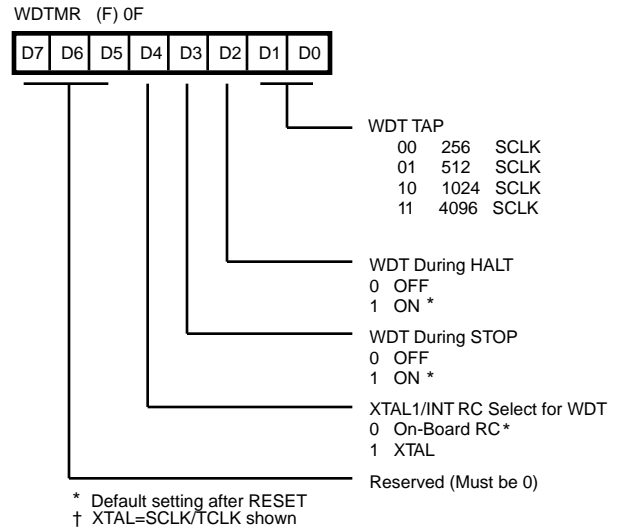 WDTMR (F) 0F
D7 D6 D5 D4 D3 D2 D1 D0
WDT TAP
00 256 SCLK
01 512 SCLK
10 1024 SCLK
11 4096 SCLK
WDT During HALT
0 OFF
1 ON *
WDT During STOP
0 OFF
1 ON *
XTAL1/INT RC Select for WDT
0 On-Board RC*
1 XTAL
Reserved (Must be 0)
* Default setting after RESET
† XTAL=SCLK/TCLK shown